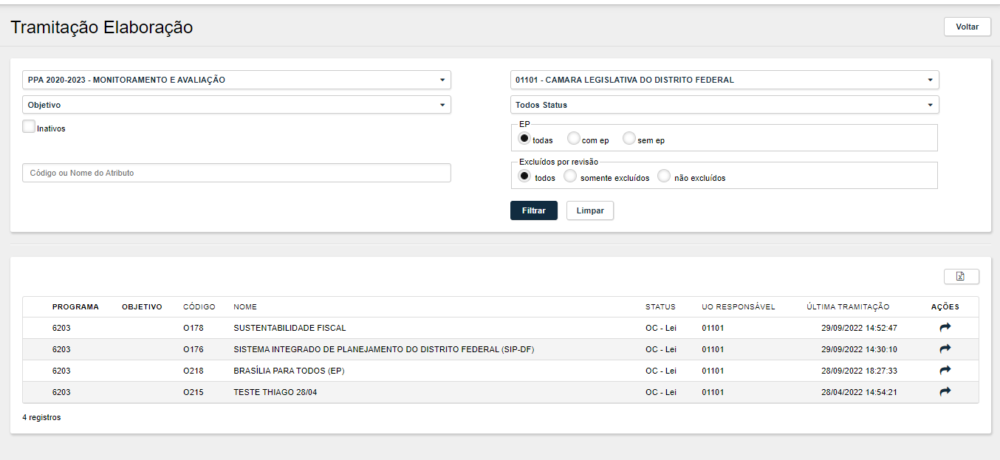 Tramitação Elaboração
Voltar
PPA 2020-2023 - MONITORAMENTO E AVALIAÇÃO
01101 - CAMARA LEGISLATIVA DO DISTRITO FEDERAL
Objetivo
Todos Status
Inativos
EP
todas com ep sem ep
Código ou Nome do Atributo
Excluídos por revisão
todos somente excluídos não excluídos
Filtrar Limpar
PROGRAMA OBJETIVO CÓDIGO NOME STATUS UO RESPONSÁVEL ÚLTIMA TRAMITAÇÃO AÇÕES
6203 O178 SUSTENTABILIDADE FISCAL OC - Lei 01101 29/09/2022 14:52:47
6203 O176 SISTEMA INTEGRADO DE PLANEJAMENTO DO DISTRITO FEDERAL (SIP-DF) OC - Lei 01101 29/09/2022 14:30:10
6203 O218 BRASÍLIA PARA TODOS (EP) OC - Lei 01101 28/09/2022 18:27:33
6203 O215 TESTE THIAGO 28/04 OC - Lei 01101 28/04/2022 14:54:21
4 registros